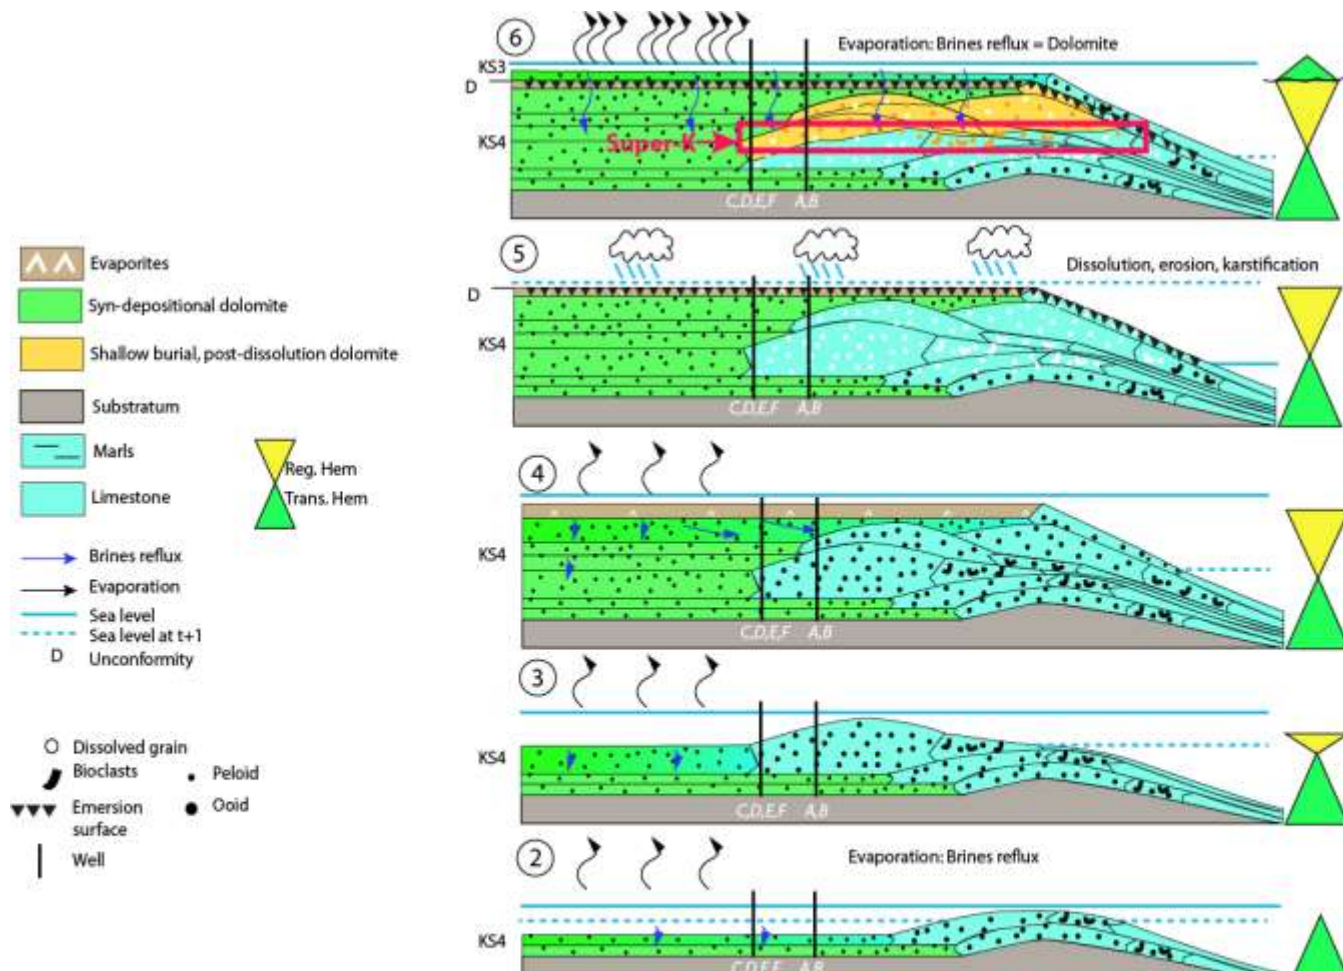 6
Evaporation: Brines reflux = Dolomite
KS3
D
KS4
Super-K
C,D,E,F A,B
5
Dissolution, erosion, karstification
D
KS4
C,D,E,F A,B
Evaporites
Syn-depositional dolomite
Shallow burial, post-dissolution dolomite
Substratum
Marls
Limestone
Reg. Hem
Trans. Hem
Brines reflux
Evaporation
Sea level
Sea level at t+1
D Unconformity
Dissolved grain
Bioclasts
Peloid
Emersion
surface
Ooid
Well
4
KS4
C,D,E,F A,B
3
KS4
C,D,E,F A,B
2
Evaporation: Brines reflux
KS4
C,D,E,F A,B